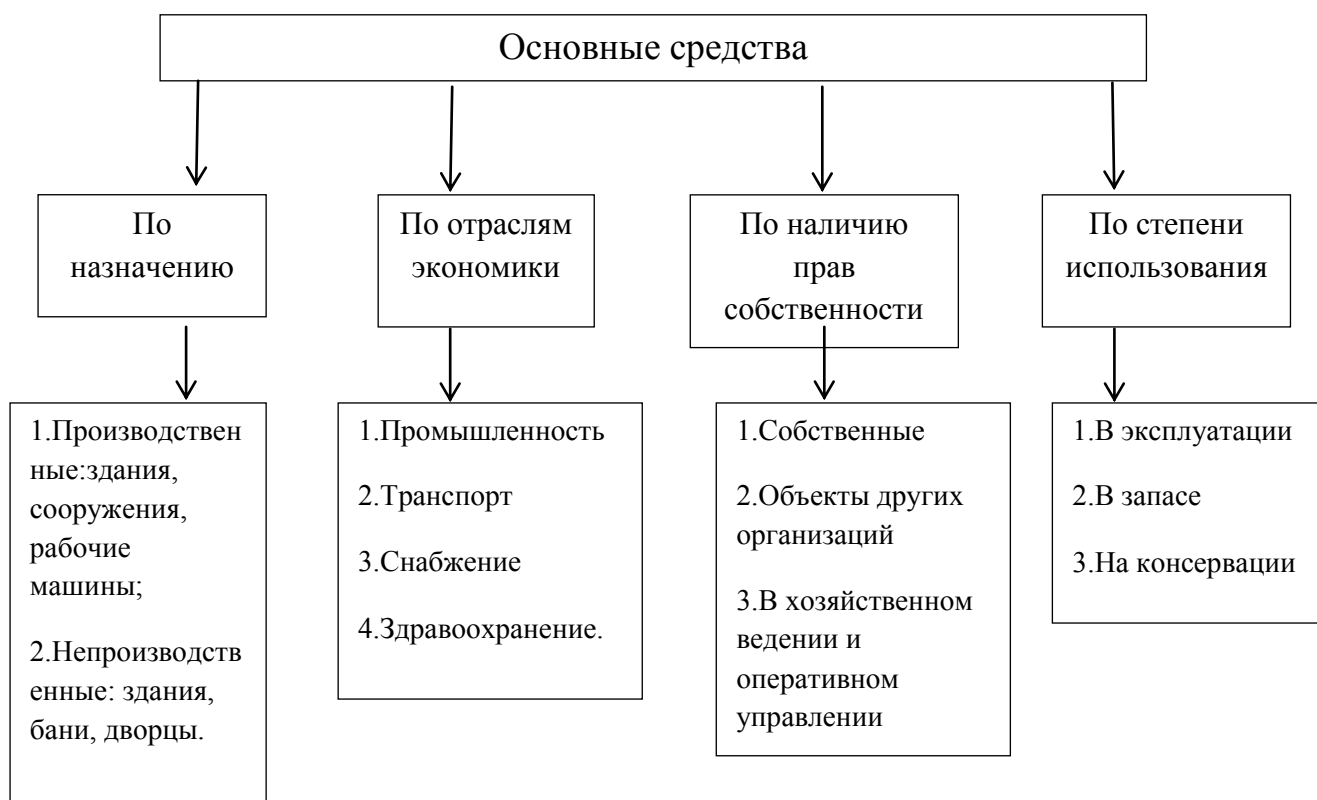 Основные средства
По
назначению
По отраслям
экономики
По наличию
прав
собственности
По степени
использования
1.Производствен
ные:здания,
сооружения,
рабочие
машины;
2.Непроизводств
енные: здания,
бани, дворцы.
1.Промышленность
2.Транспорт
3.Снабжение
4.Здравоохранение.
1.Собственные
2.Объекты других
организаций
3.В хозяйственном
ведении и
оперативном
управлении
1.В эксплуатации
2.В запасе
3.На консервации